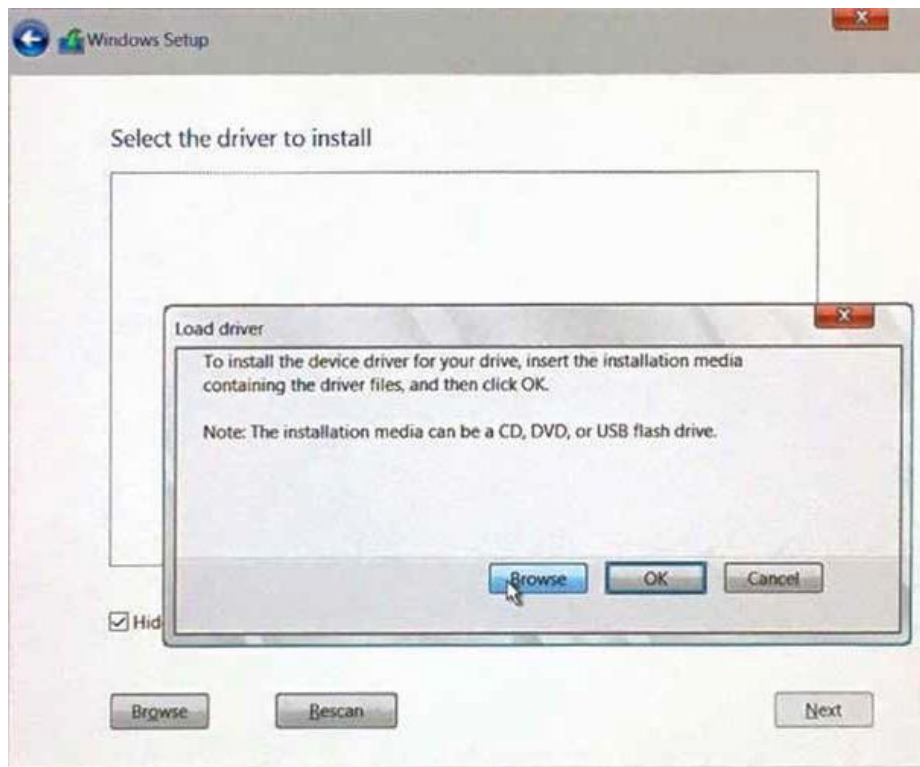 Windows Setup
Select the driver to install
Load driver
To install the device driver for your drive, insert the installation media
containing the driver files, and then click OK.
Note: The installation media can be a CD, DVD, or USB flash drive.
Browse OK Cancel
Hid
Browse Rescan Next